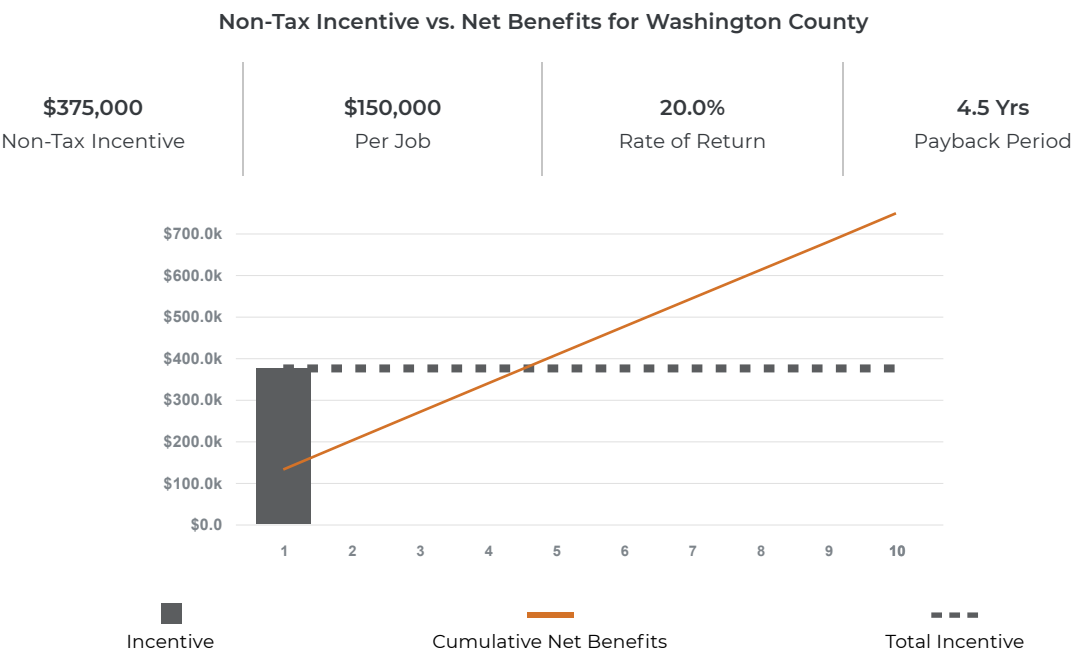 Non-Tax Incentive vs. Net Benefits for Washington County
$375,000
Non-Tax Incentive
$150,000
Per Job
20.0%
Rate of Return
4.5 Yrs
Payback Period
$700.0k
$600.0k
$500.0k
$400.0k
$300.0k
$200.0k
$100.0k
$0.0
1 2 3 4 5 6 7 8 9 10
Incentive
Cumulative Net Benefits
Total Incentive